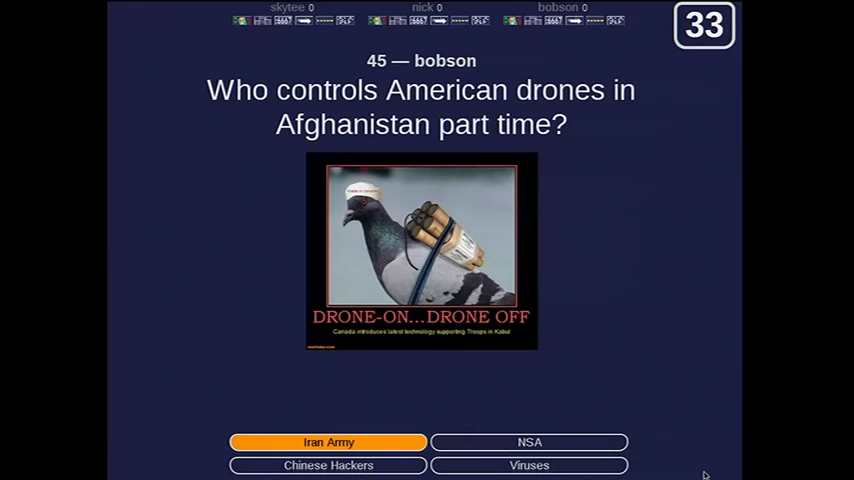 skytee 0
nick 0
bobson 0
33
45 — bobson
Who controls American drones in
Afghanistan part time?
DRONE-ON...DRONE OFF
Canada introduces latest technology supporting Troops in Kabul
Iran Army
NSA
Chinese Hackers
Viruses